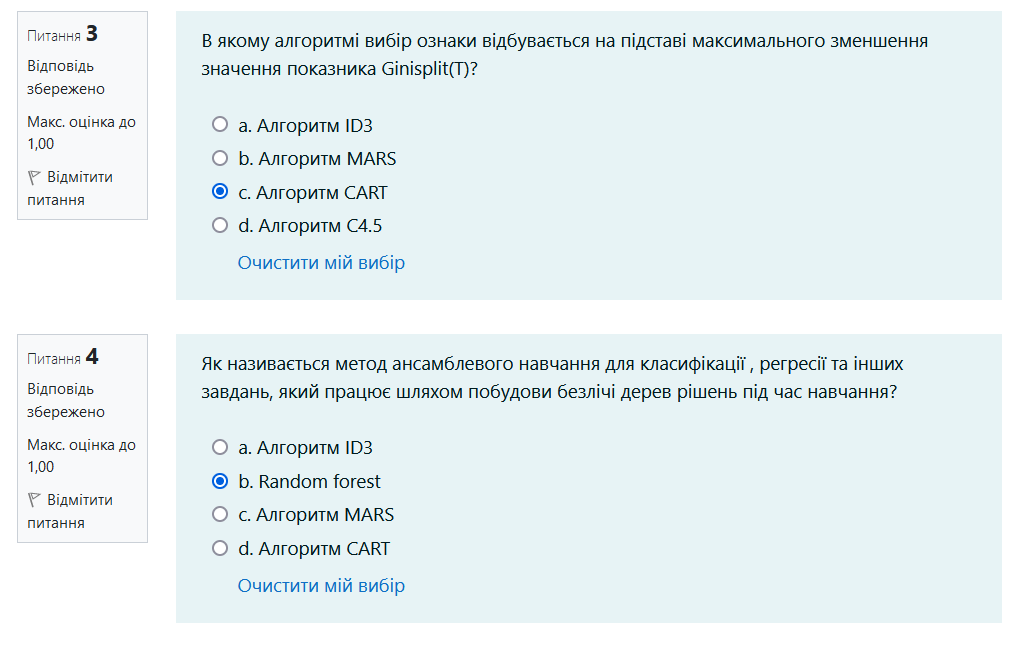 Питання 3
Відповідь
збережено
Макс. оцінка до
1,00
Відмітити
питання
В якому алгоритмі вибір ознаки відбувається на підставі максимального зменшення
значення показника Ginisplit(T)?
a. Алгоритм ID3
b. Алгоритм MARS
c. Алгоритм CART
d. Алгоритм C4.5
Очистити мій вибір
Питання 4
Відповідь
збережено
Макс. оцінка до
1,00
Відмітити
питання
Як називається метод ансамблевого навчання для класифікації , регресії та інших
завдань, який працює шляхом побудови безлічі дерев рішень під час навчання?
a. Алгоритм ID3
b. Random forest
c. Алгоритм MARS
d. Алгоритм CART
Очистити мій вибір